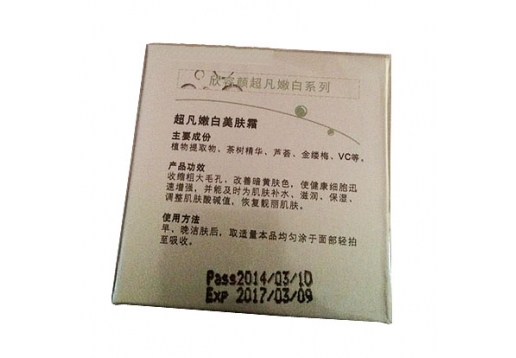 欣容颜超凡嫩白系列
超凡嫩白美肤霜
主要成份
植物提取物、茶树精华、芦荟、金缕梅、VC等。
产品功效
收缩粗大毛孔，改善暗黄肤色，使健康细胞迅
速增强，并能及时为肌肤补水、滋润、保湿、
调整肌肤酸碱值，恢复靓丽肌肤。
使用方法
早、晚洁肤后，取适量本品均匀涂于面部轻拍
至吸收。
Pass2014/03/10
Exp 2017/03/09